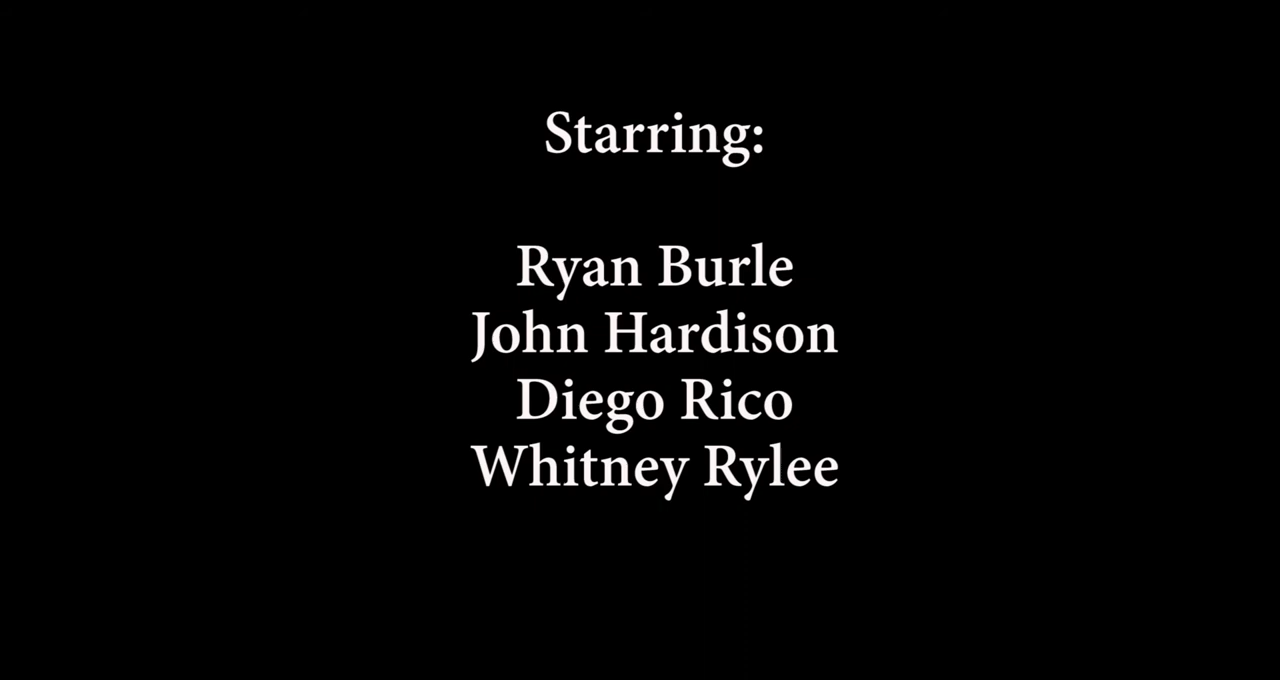 Starring:
Ryan Burle
John Hardison
Diego Rico
Whitney Rylee